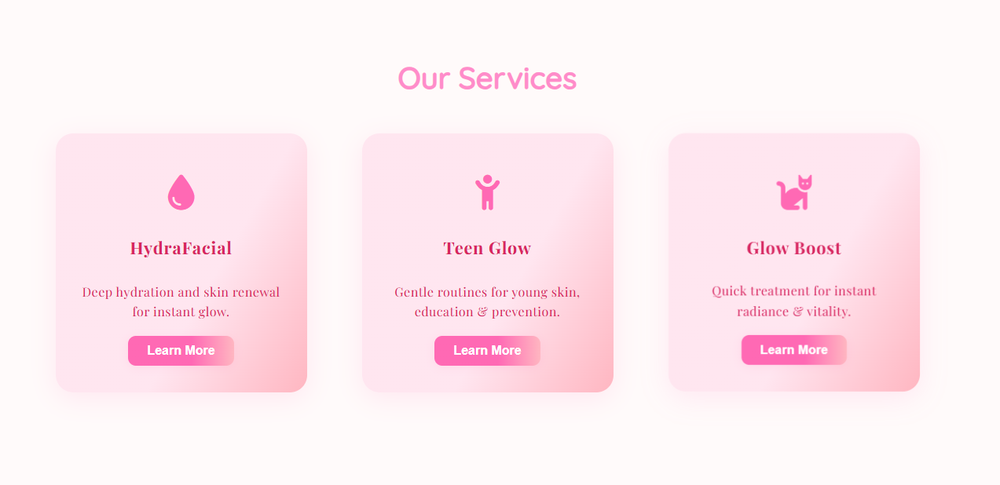 Our Services
HydraFacial
Deep hydration and skin renewal
for instant glow.
Learn More
Teen Glow
Gentle routines for young skin,
education & prevention.
Learn More
Glow Boost
Quick treatment for instant
radiance & vitality.
Learn More